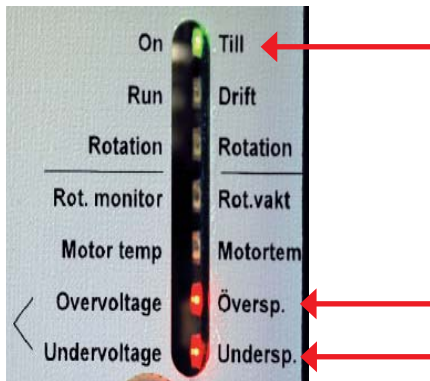 On Till
Run Drift
Rotation Rotation
Rot. monitor Rot.vakt
Motor temp Motortem
Overvoltage Översp.
Undervoltage Undersp.